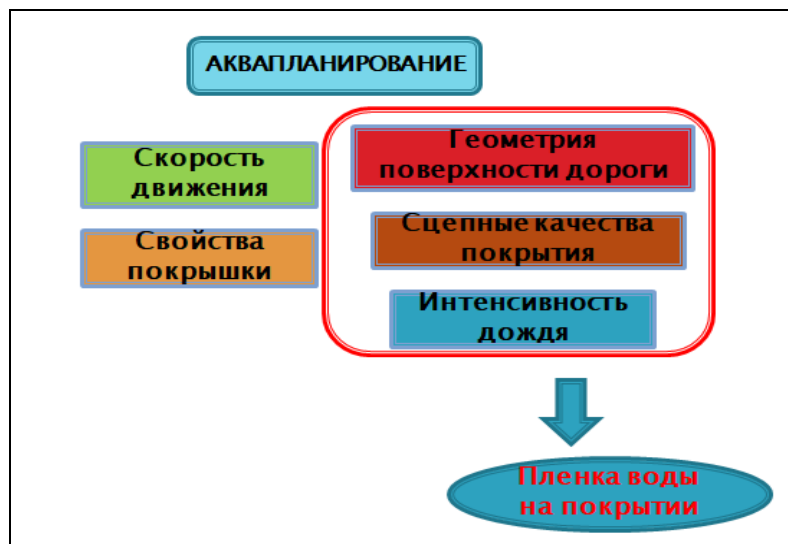 АКВАПЛАНИРОВАНИЕ
Скорость
движения
Свойства
покрышки
Геометрия
поверхности дороги
Сцепные качества
покрытия
Интенсивность
дождя
Пленка воды
на покрытии